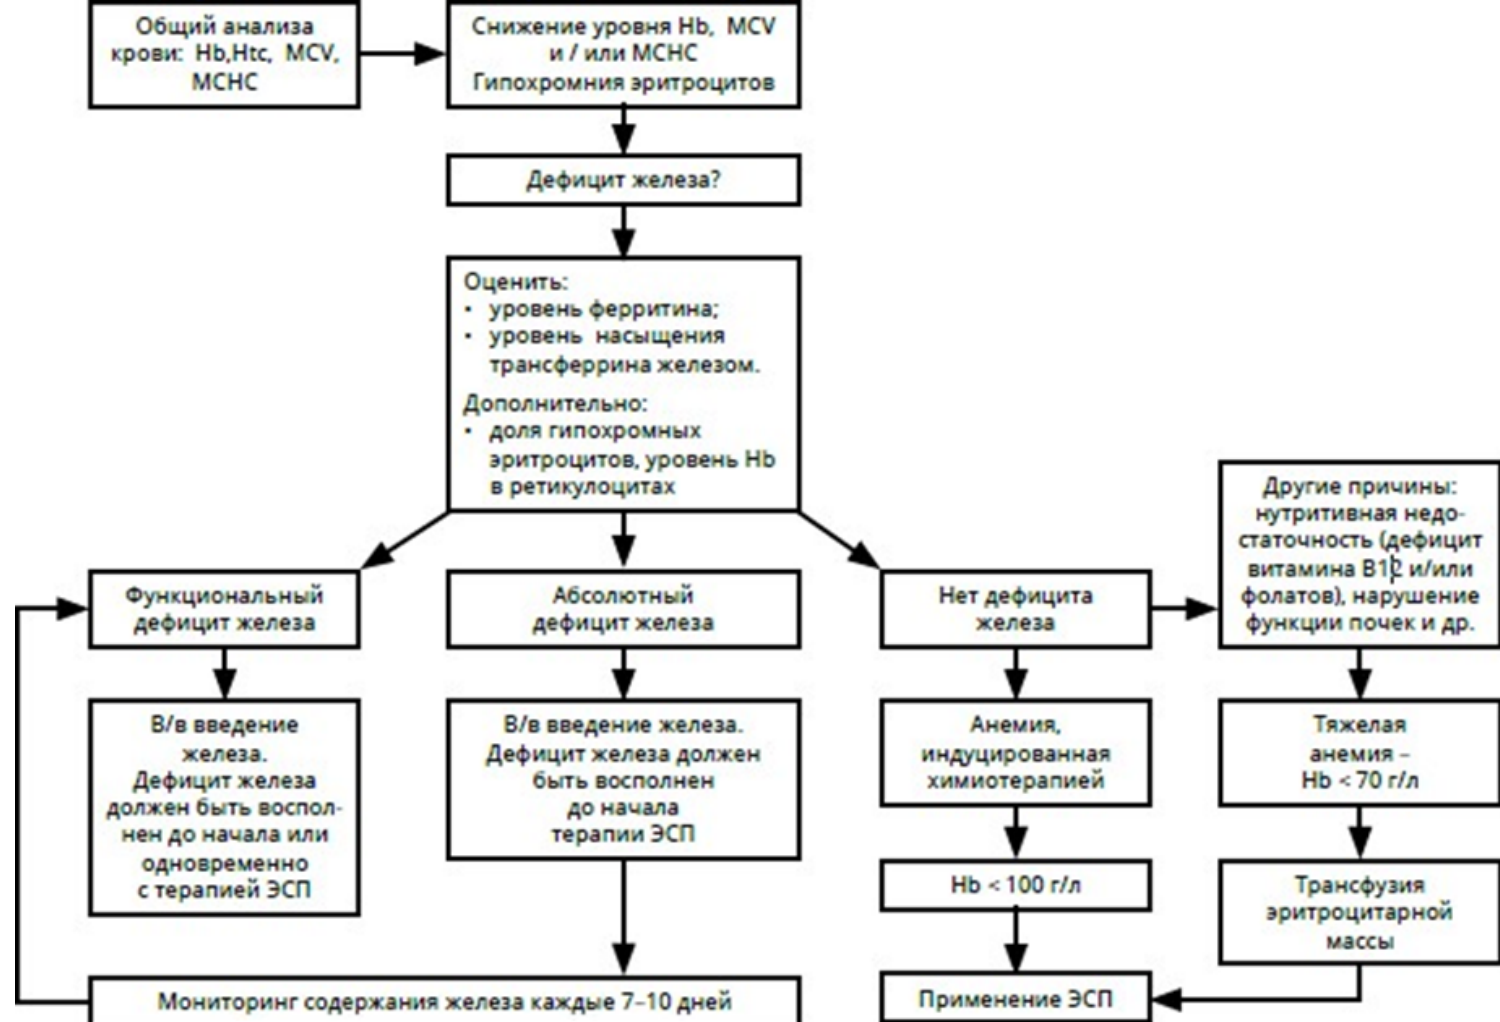 Общий анализа
крови: Hb,Htc, MCV,
МСНС
Снижение уровня Hb, MCV
и / или МСНС
Гипохромния эритроцитов
Дефицит железа?
Оценить:
• уровень ферритина;
• уровень насыщения
трансферрина железом.
Дополнительно:
• доля гипохромных
эритроцитов, уровень Hb
в ретикулоцитах
Функциональный
дефицит железа
Абсолютный
дефицит железа
Нет дефицита
железа
Другие причины:
нутритивная недо-
статочность (дефицит
витамина B12 и/или
фолатов), нарушение
функции почек и др.
В/в введение
железа.
Дефицит железа
должен быть воспол-
нен до начала или
одновременно
с терапией ЭСП
В/в введение железа.
Дефицит железа должен
быть восполнен
до начала
терапии ЭСП
Анемия,
индуцированная
химиотерапией
Тяжелая
анемия –
Hb < 70 г/л
Hb < 100 г/л
Трансфузия
эритроцитарной
массы
Мониторинг содержания железа каждые 7–10 дней
Применение ЭСП